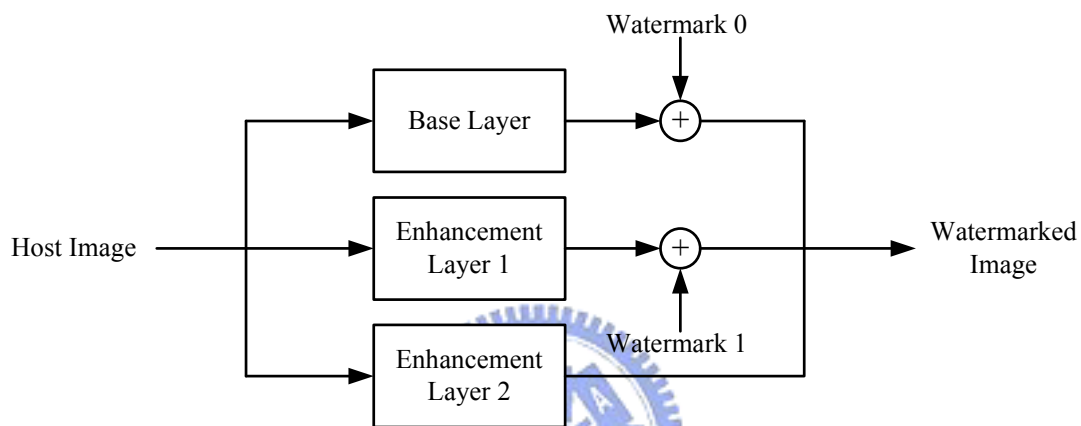 Watermark 0
Base Layer
Host Image
Enhancement
Layer 1
Watermarked
Image
Watermark 1
Enhancement
Layer 2